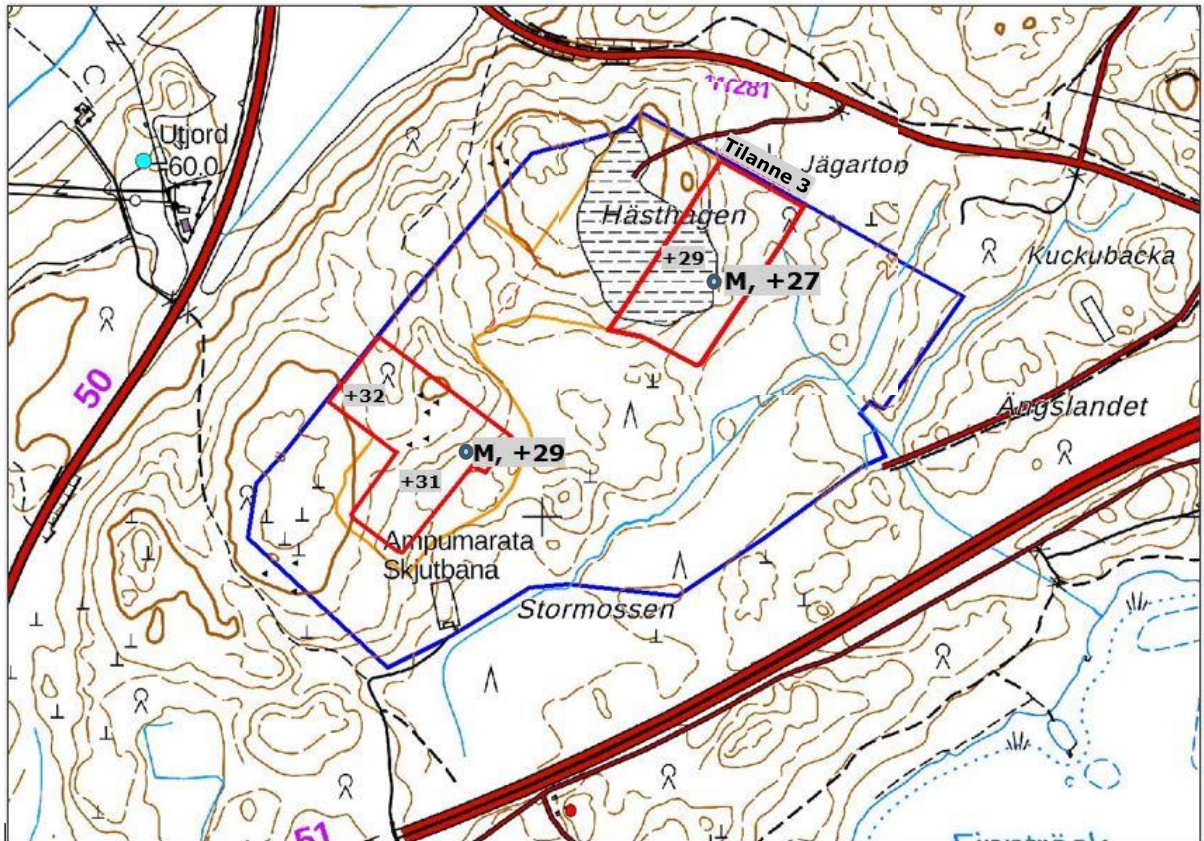 11281
Tilanne 3
Jägartop
Utjord
60.0
Hästhagen
Kuckubacka
+29
M, +27
50
+32
Ängslandet
M, +29
+31
Ampumarata
Skjutbana
Stormossen
51